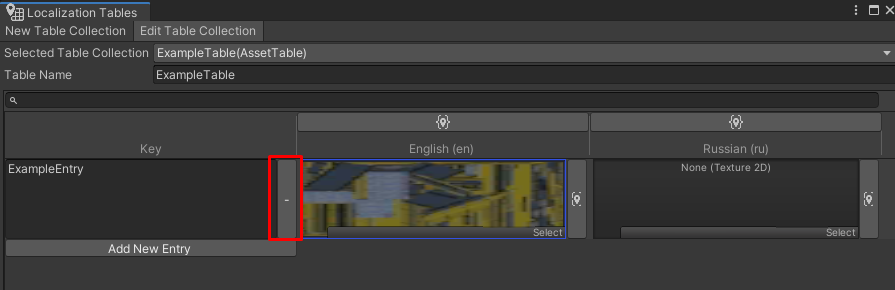 Localization Tables
New Table Collection Edit Table Collection
Selected Table Collection ExampleTable(AssetTable)
Table Name ExampleTable
Key English (en) Russian (ru)
ExampleEntry - None (Texture 2D)
Select Select
Add New Entry